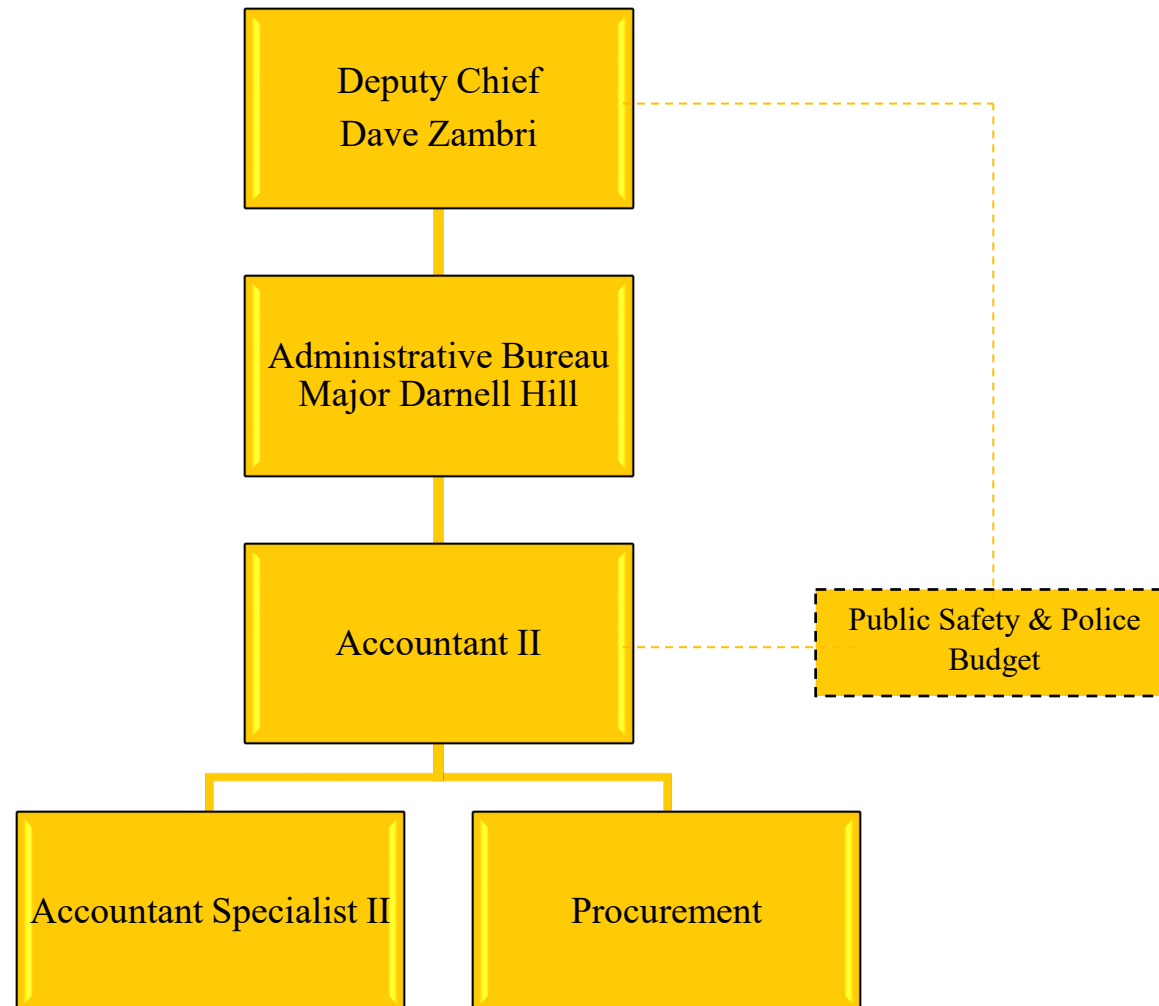 Deputy Chief
Dave Zambri
Administrative Bureau
Major Darnell Hill
Accountant II
Public Safety & Police
Budget
Accountant Specialist II
Procurement